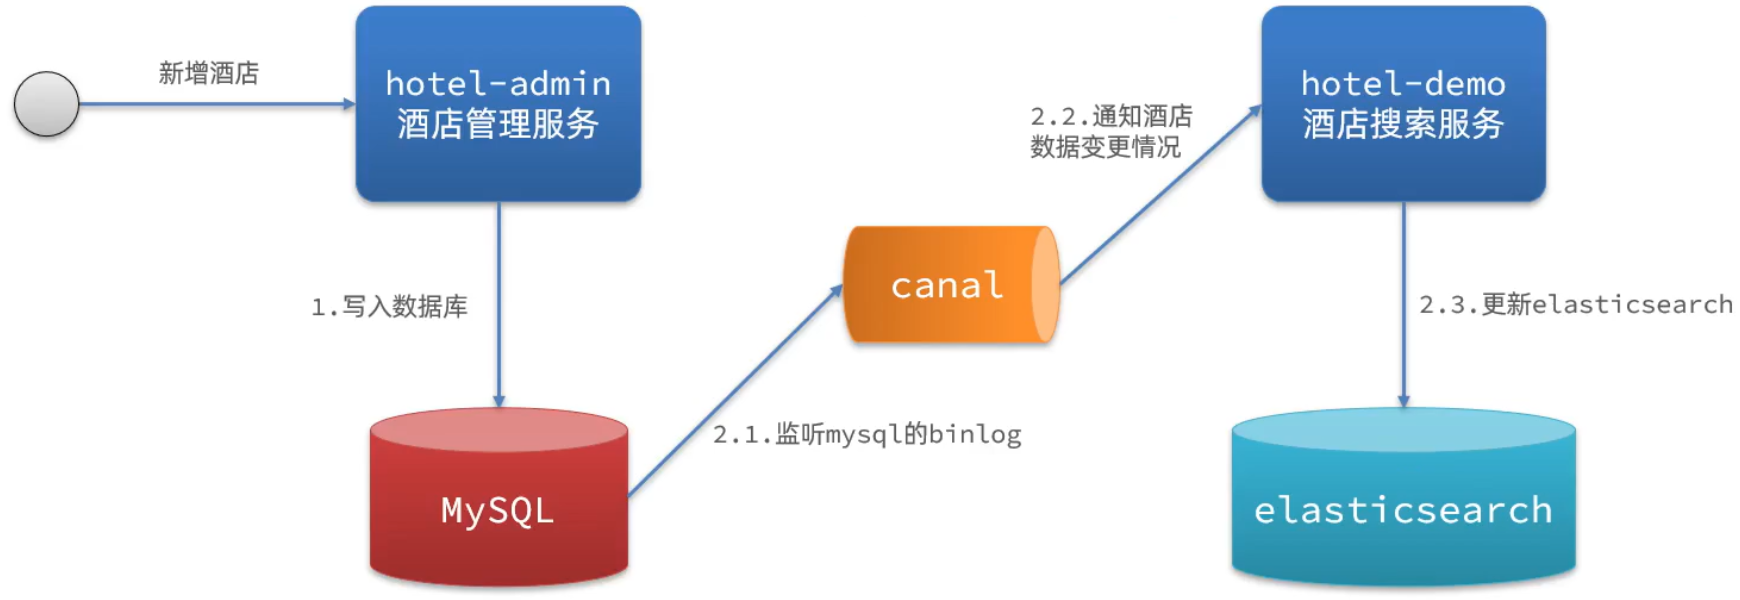 新增酒店
hotel-admin
酒店管理服务
hotel-demo
酒店搜索服务
2.2.通知酒店
数据变更情况
canal
1.写入数据库
2.3.更新elasticsearch
2.1.监听mysql的binlog
MySQL
elasticsearch